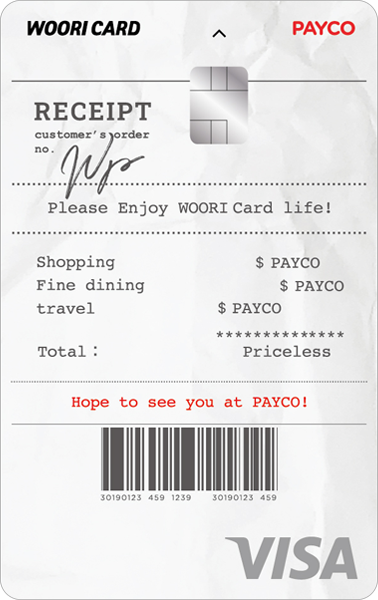 WOORI CARD PAYCO
RECEIPT
customer's order
no. Wp
Please Enjoy WOORI Card life!
Shopping $ PAYCO
Fine dining $ PAYCO
travel $ PAYCO
***************
Total : Priceless
Hope to see you at PAYCO!
30190123 459 1239 30190123 459
VISA